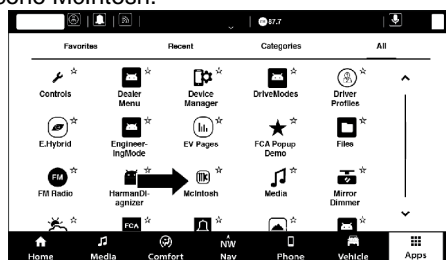 87.7
Favorites Recent Categories All
Controls Dealer Menu Device Manager DriveModes Driver Profiles
E.Hybrid Engineer-ingMode EV Pages FCA Popup Demo Files
FM
FM Radio HarmanDi-agnizer McIntosh Media Mirror Dimmer
FCA
NW
Home Media Comfort Nav Phone Vehicle Apps